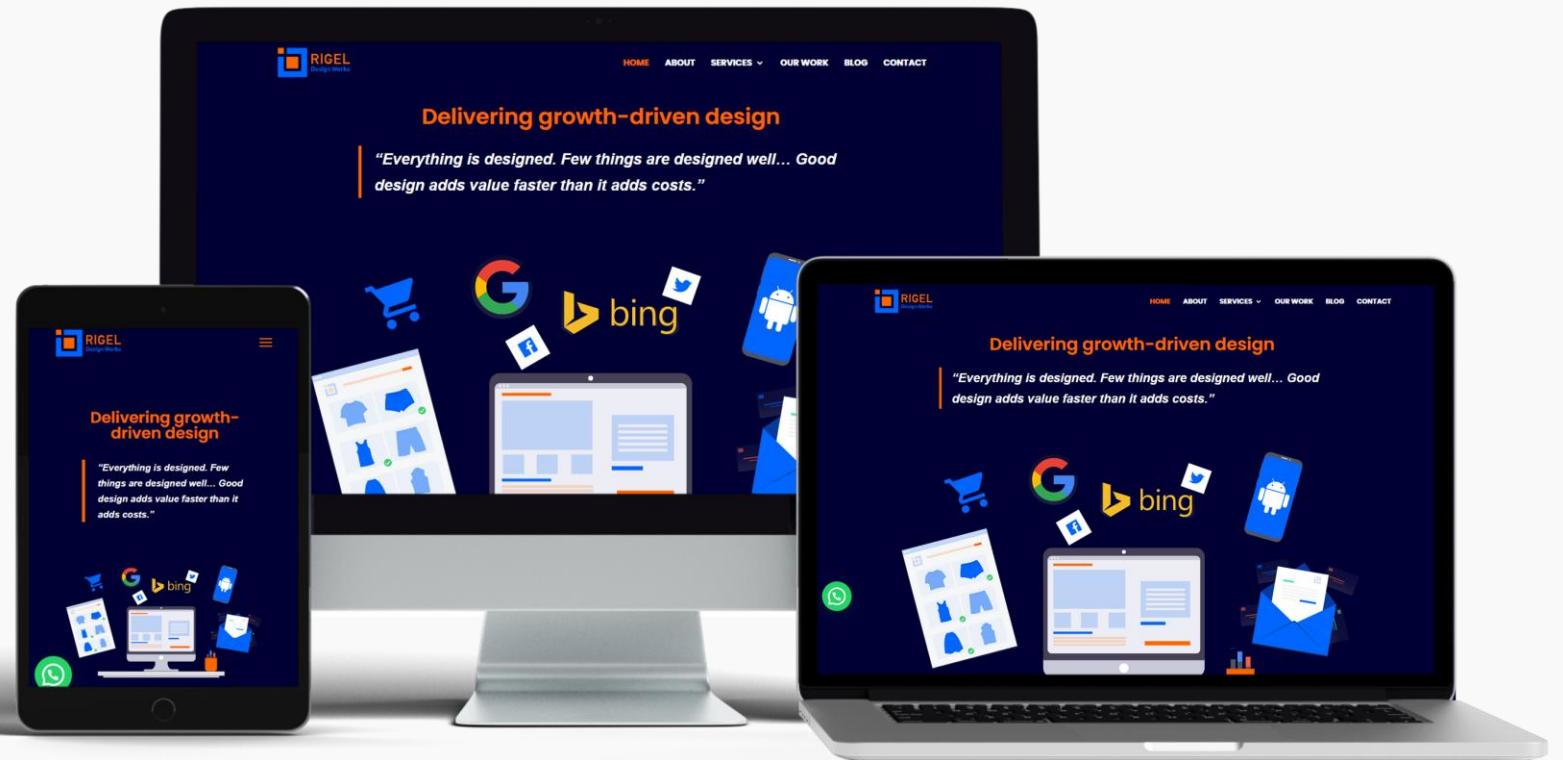 RIGEL
Design Works
HOME ABOUT SERVICES OUR WORK BLOG CONTACT
Delivering growth-driven design
“Everything is designed. Few things are designed well... Good
design adds value faster than it adds costs.”
bing
RIGEL
Design Works
Delivering growth-
driven design
“Everything is designed. Few
things are designed well... Good
design adds value faster than it
adds costs.”
bing
RIGEL
Design Works
HOME ABOUT SERVICES OUR WORK BLOG CONTACT
Delivering growth-driven design
“Everything is designed. Few things are designed well... Good
design adds value faster than it adds costs.”
bing